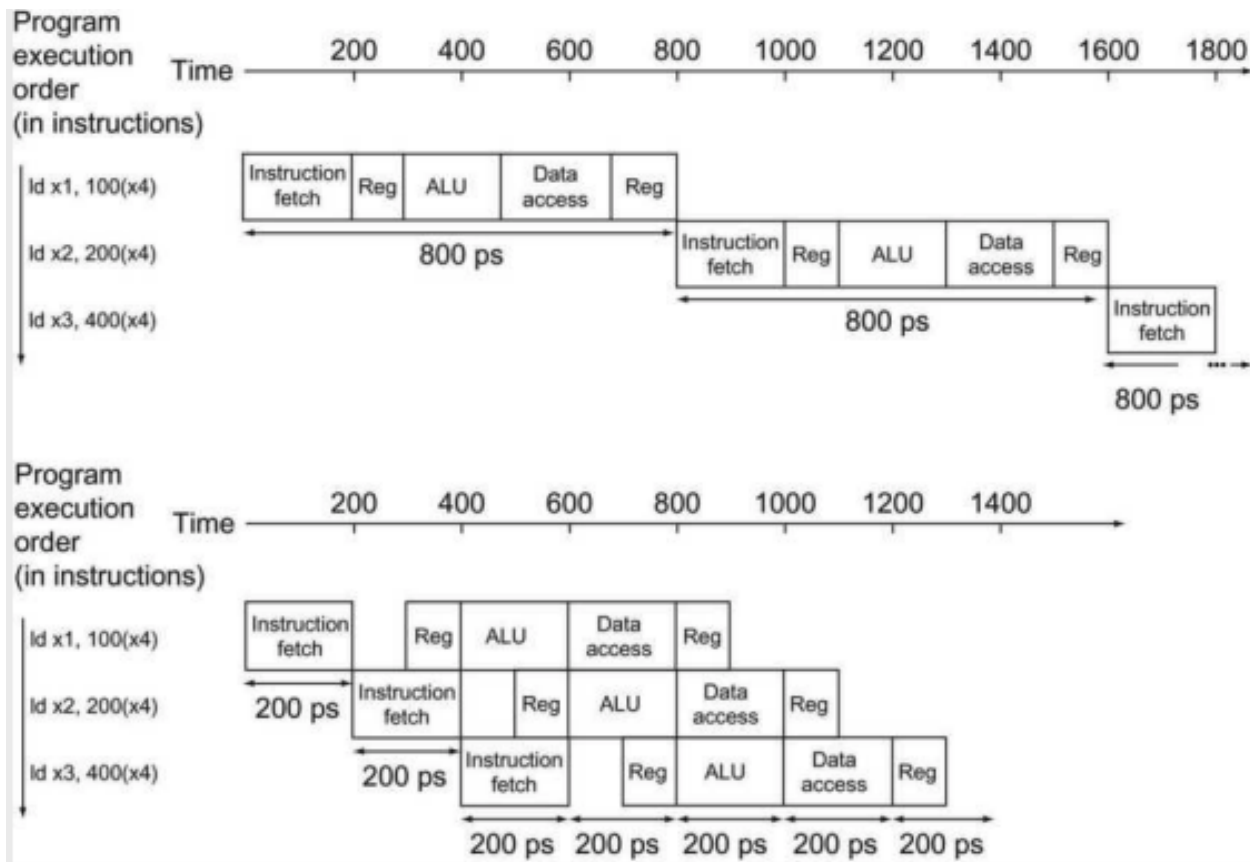 Program
execution
order
(in instructions)
Time
200 400 600 800 1000 1200 1400 1600 1800
ld x1, 100(x4)
Instruction
fetch
Reg
ALU
Data
access
Reg
800 ps
ld x2, 200(x4)
Instruction
fetch
Reg
ALU
Data
access
Reg
800 ps
ld x3, 400(x4)
Instruction
fetch
...
800 ps
Program
execution
order
(in instructions)
Time
200 400 600 800 1000 1200 1400
ld x1, 100(x4)
Instruction
fetch
Reg
ALU
Data
access
Reg
200 ps
ld x2, 200(x4)
Instruction
fetch
Reg
ALU
Data
access
Reg
200 ps
ld x3, 400(x4)
Instruction
fetch
Reg
ALU
Data
access
Reg
200 ps 200 ps 200 ps 200 ps 200 ps